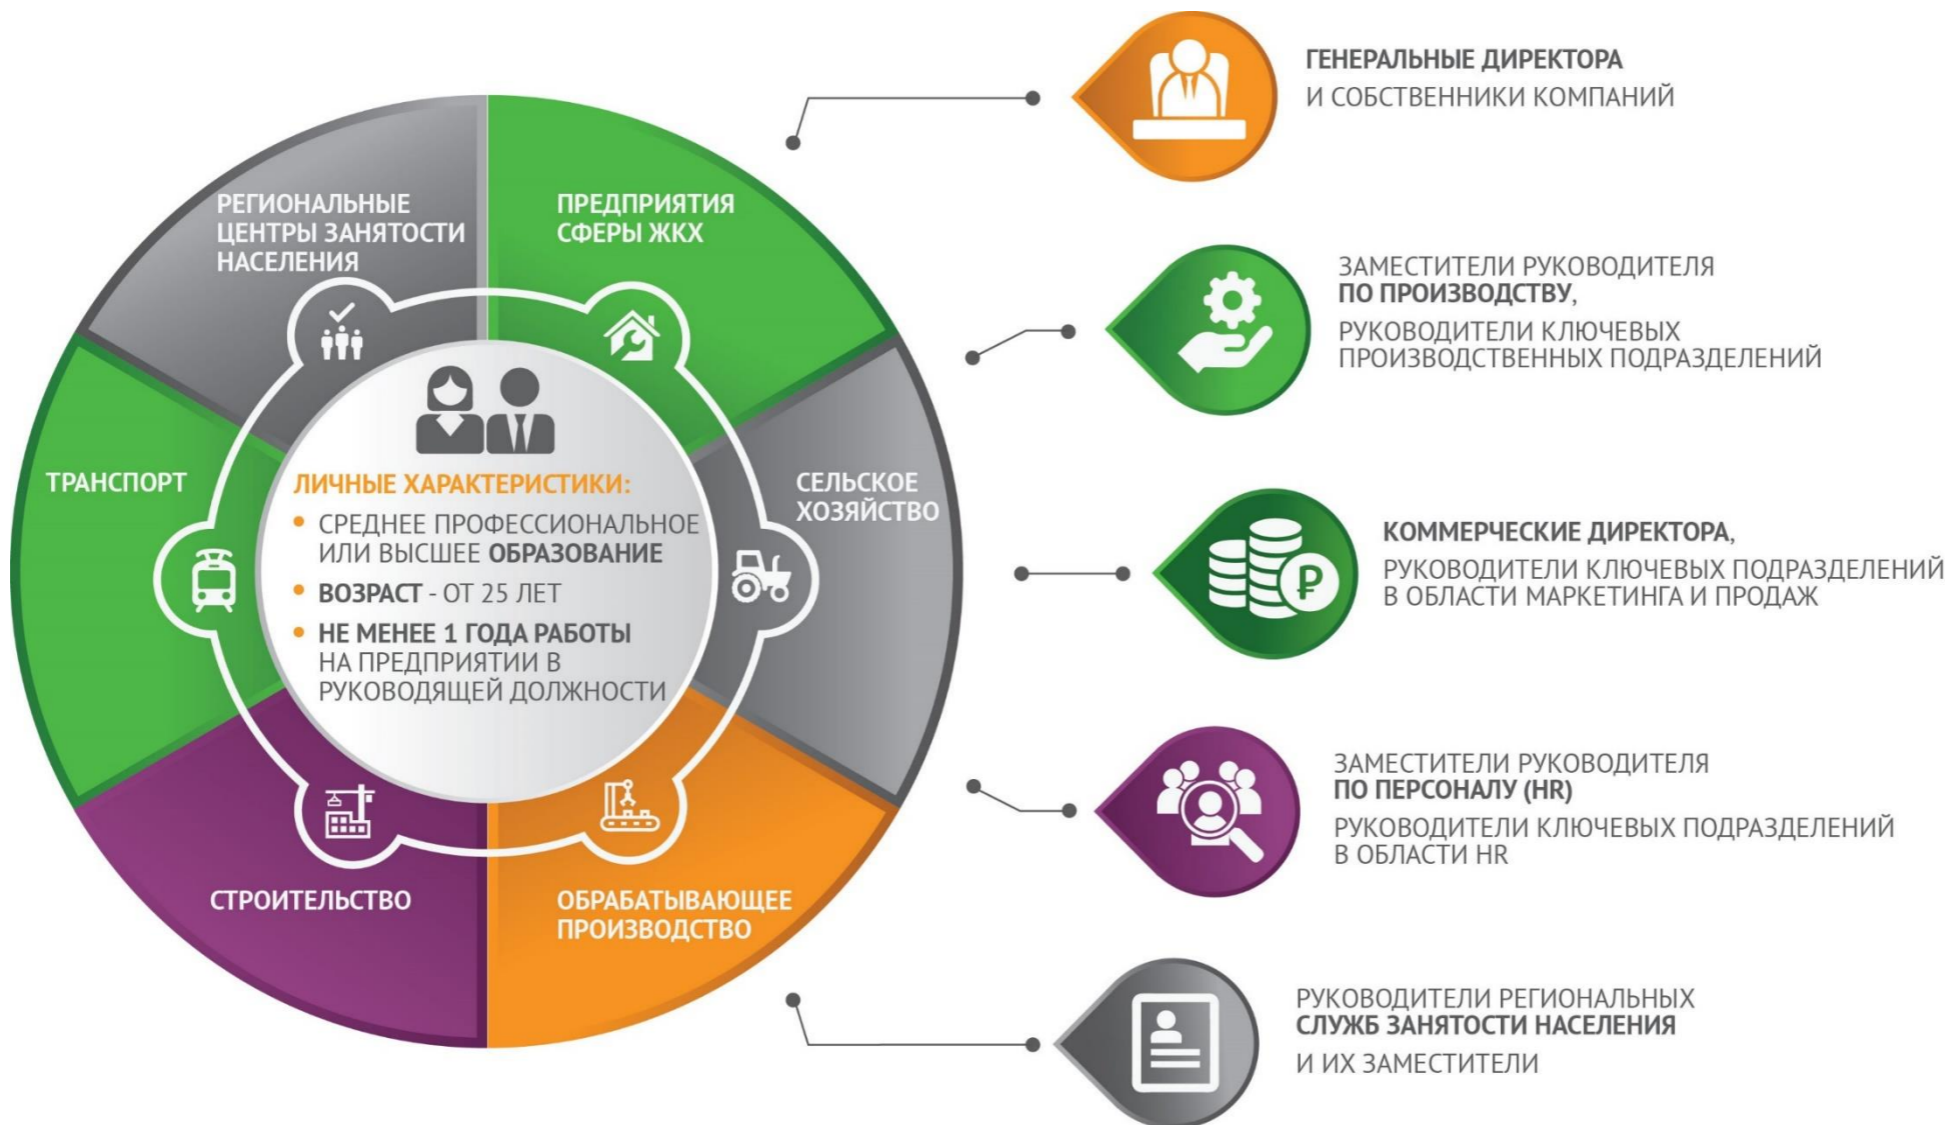 РЕГИОНАЛЬНЫЕ
ЦЕНТРЫ ЗАНЯТОСТИ
НАСЕЛЕНИЯ
ПРЕДПРИЯТИЯ
СФЕРЫ ЖКХ
ТРАНСПОРТ
СЕЛЬСКОЕ
ХОЗЯЙСТВО
СТРОИТЕЛЬСТВО
ОБРАБАТЫВАЮЩЕЕ
ПРОИЗВОДСТВО
ЛИЧНЫЕ ХАРАКТЕРИСТИКИ:
• СРЕДНЕЕ ПРОФЕССИОНАЛЬНОЕ
ИЛИ ВЫСШЕЕ ОБРАЗОВАНИЕ
• ВОЗРАСТ - ОТ 25 ЛЕТ
• НЕ МЕНЕЕ 1 ГОДА РАБОТЫ
НА ПРЕДПРИЯТИИ В
РУКОВОДЯЩЕЙ ДОЛЖНОСТИ
ГЕНЕРАЛЬНЫЕ ДИРЕКТОРА
И СОБСТВЕННИКИ КОМПАНИЙ
ЗАМЕСТИТЕЛИ РУКОВОДИТЕЛЯ
ПО ПРОИЗВОДСТВУ,
РУКОВОДИТЕЛИ КЛЮЧЕВЫХ
ПРОИЗВОДСТВЕННЫХ ПОДРАЗДЕЛЕНИЙ
₽
КОММЕРЧЕСКИЕ ДИРЕКТОРА,
РУКОВОДИТЕЛИ КЛЮЧЕВЫХ ПОДРАЗДЕЛЕНИЙ
В ОБЛАСТИ МАРКЕТИНГА И ПРОДАЖ
ЗАМЕСТИТЕЛИ РУКОВОДИТЕЛЯ
ПО ПЕРСОНАЛУ (HR)
РУКОВОДИТЕЛИ КЛЮЧЕВЫХ ПОДРАЗДЕЛЕНИЙ
В ОБЛАСТИ HR
РУКОВОДИТЕЛИ РЕГИОНАЛЬНЫХ
СЛУЖБ ЗАНЯТОСТИ НАСЕЛЕНИЯ
И ИХ ЗАМЕСТИТЕЛИ